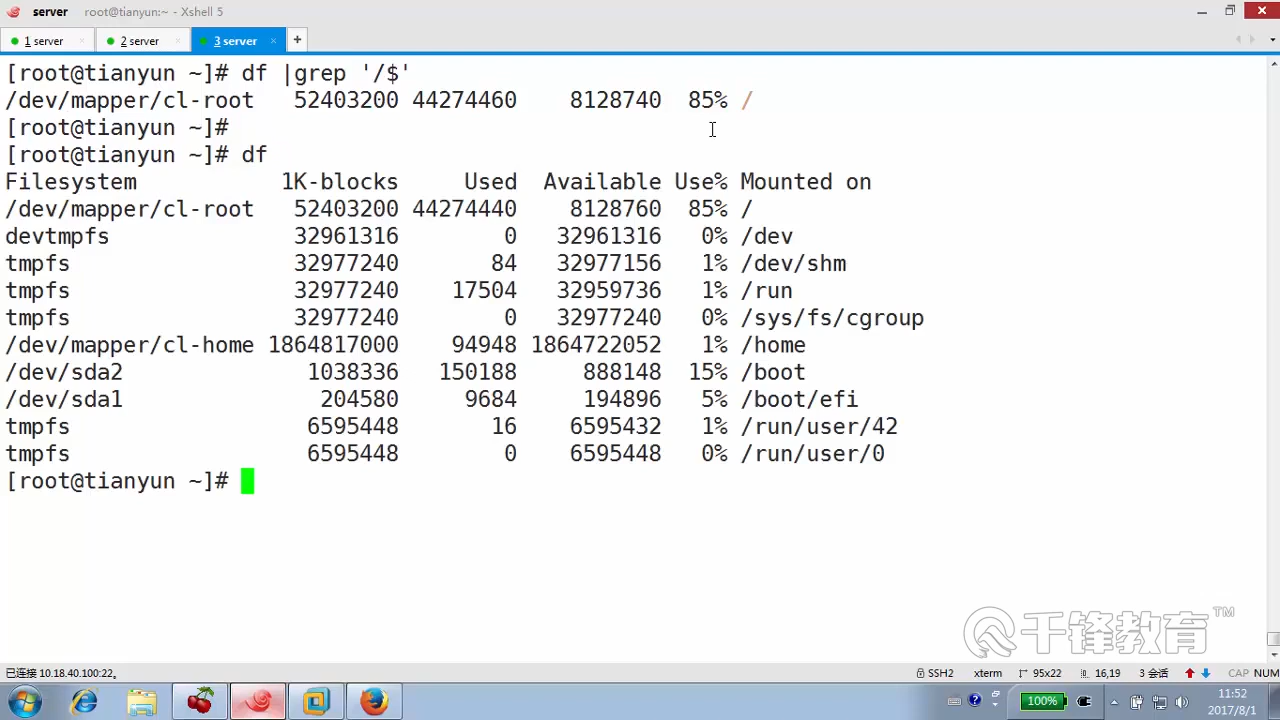 server    root@tianyun:~ - Xshell 5
1 server    2 server    3 server    +
[root@tianyun ~]# df |grep '/$'
/dev/mapper/cl-root   52403200 44274460    8128740  85% /
[root@tianyun ~]#
[root@tianyun ~]# df
Filesystem           1K-blocks     Used  Available Use% Mounted on
/dev/mapper/cl-root   52403200 44274440    8128760  85% /
devtmpfs              32961316        0   32961316   0% /dev
tmpfs                 32977240       84   32977156   1% /dev/shm
tmpfs                 32977240    17504   32959736   1% /run
tmpfs                 32977240        0   32977240   0% /sys/fs/cgroup
/dev/mapper/cl-home 1864817000    94948 1864722052   1% /home
/dev/sda2              1038336   150188     888148  15% /boot
/dev/sda1               204580     9684     194896   5% /boot/efi
tmpfs                  6595448       16    6595432   1% /run/user/42
tmpfs                  6595448        0    6595448   0% /run/user/0
[root@tianyun ~]#
千锋教育™
已连接 10.18.40.100:22。    SSH2    xterm    95x22    16,19    3 会话    CAP    NUM
100%    11:52
2017/8/1